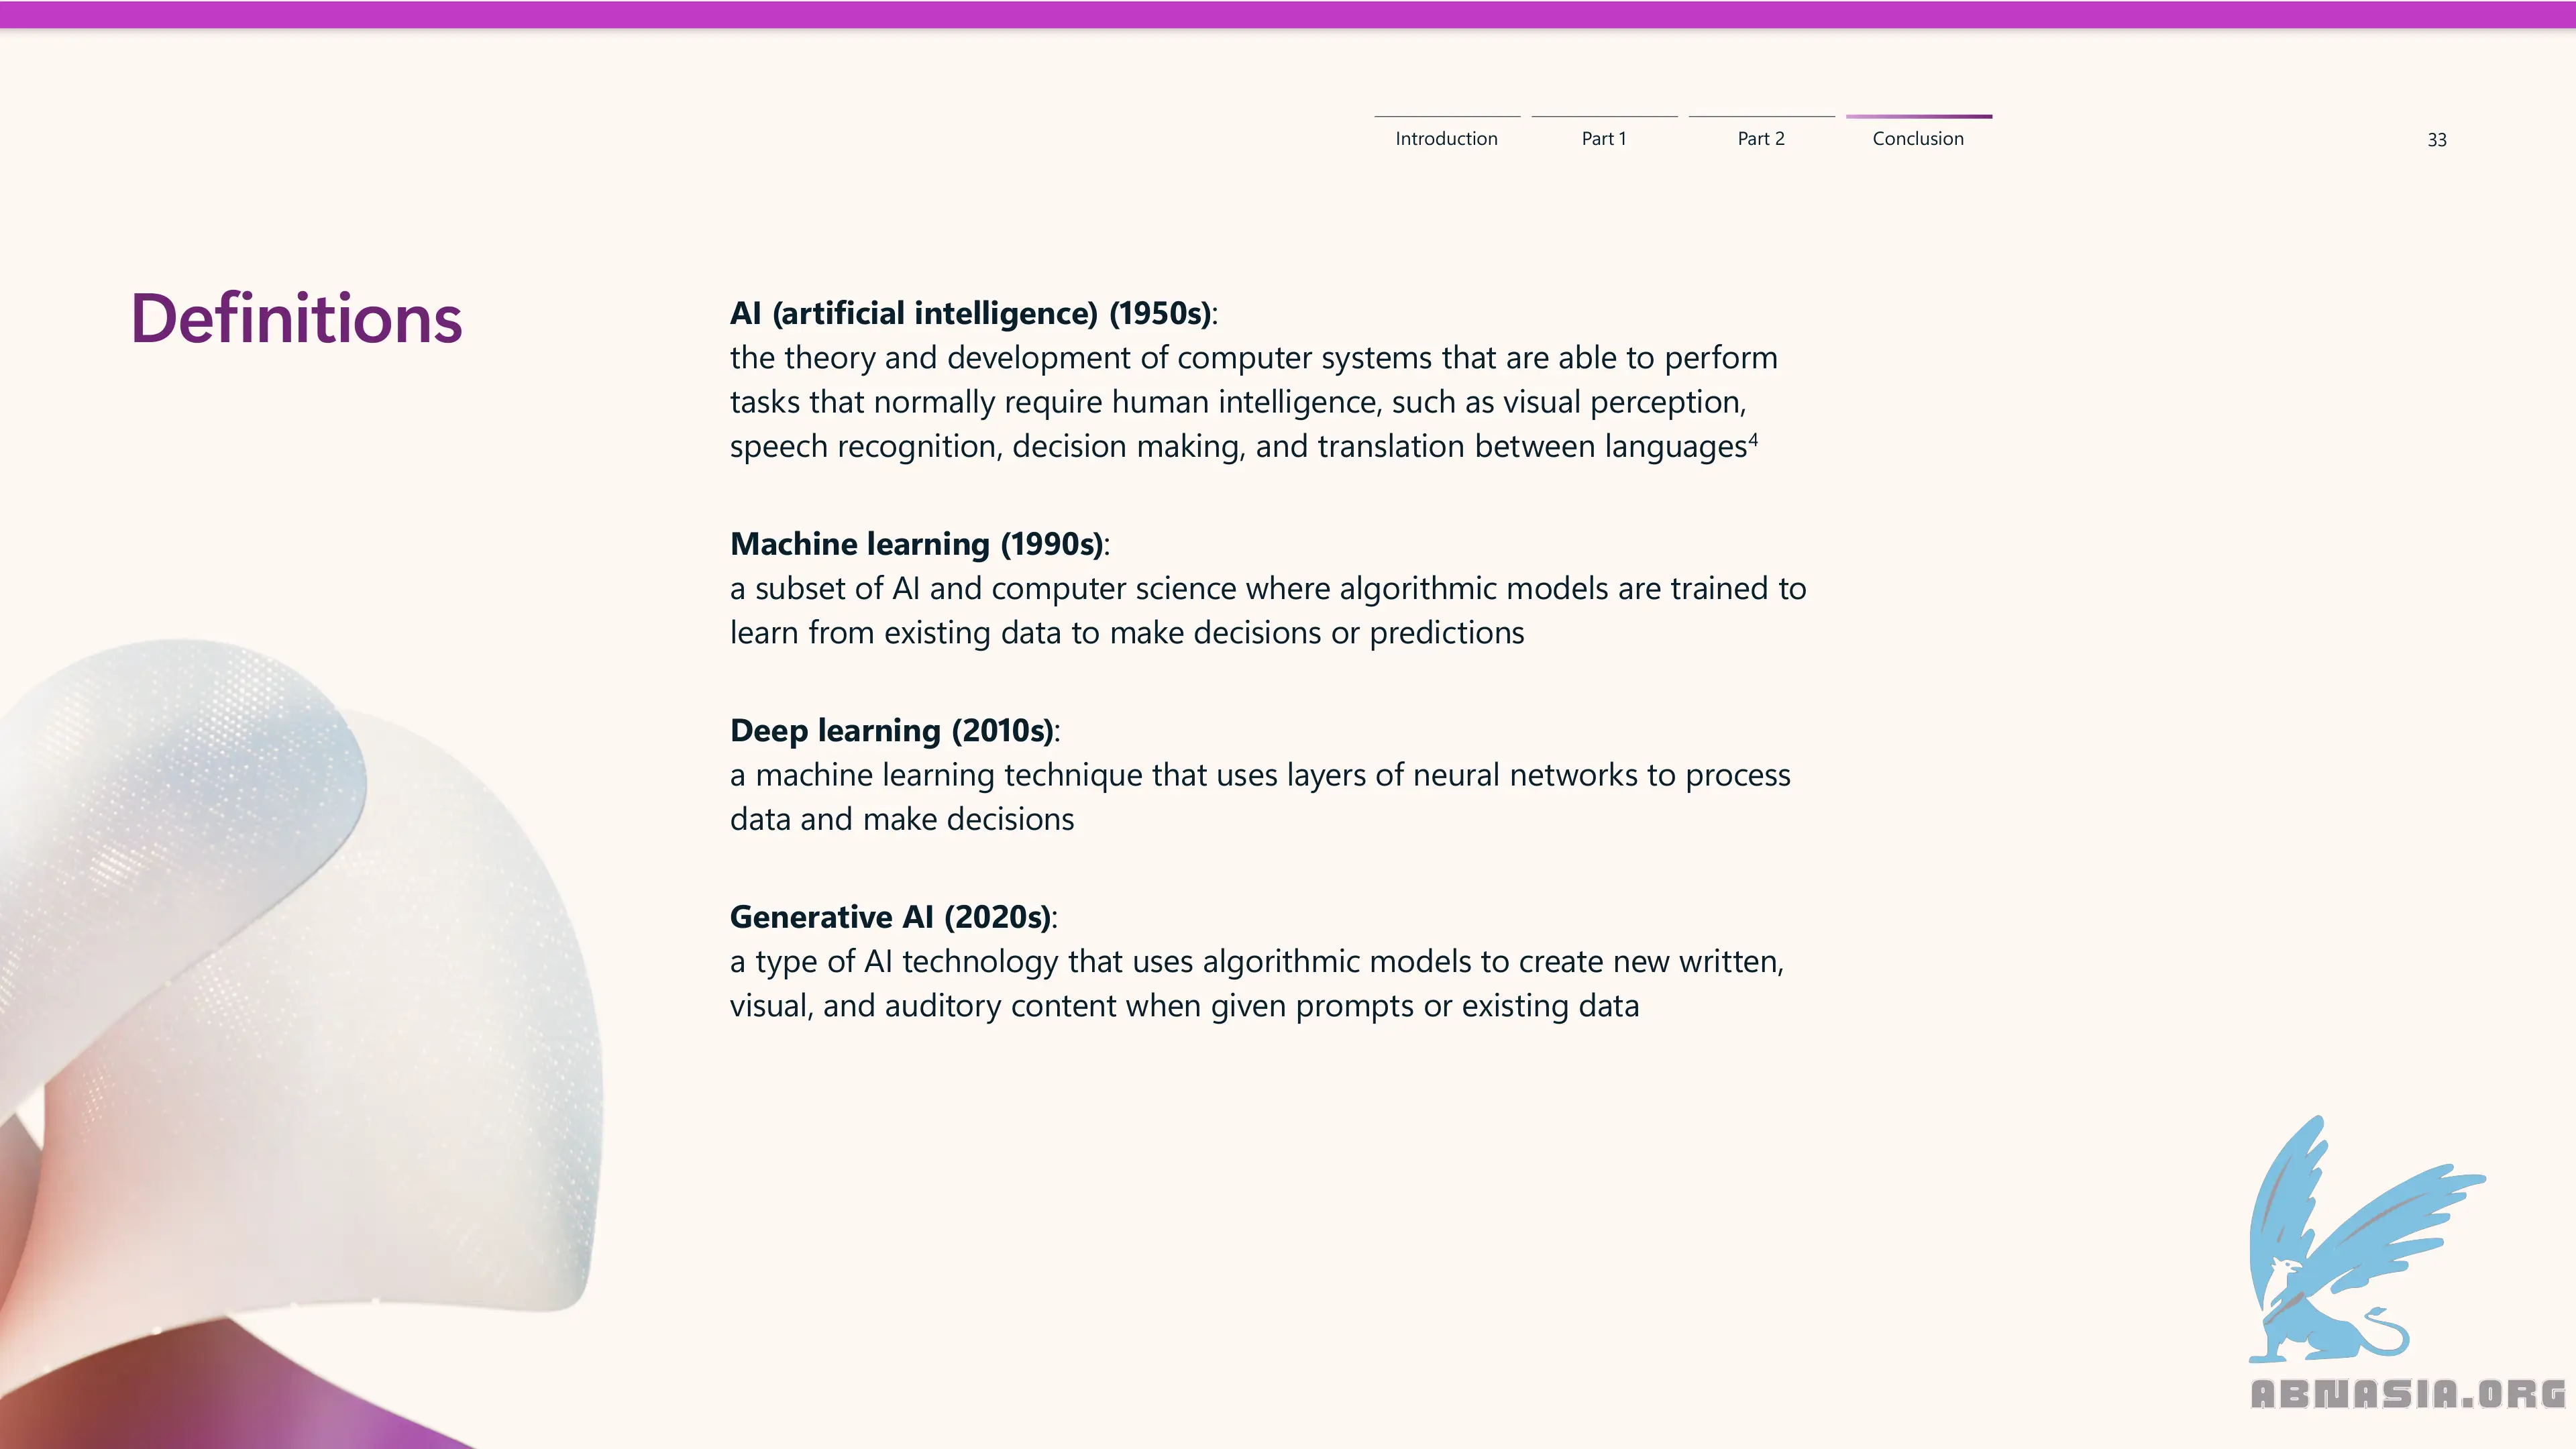 Introduction
Part 1
Part 2
Conclusion
33
Definitions
AI (artificial intelligence) (1950s):
the theory and development of computer systems that are able to perform
tasks that normally require human intelligence, such as visual perception,
speech recognition, decision making, and translation between languages⁴
Machine learning (1990s):
a subset of AI and computer science where algorithmic models are trained to
learn from existing data to make decisions or predictions
Deep learning (2010s):
a machine learning technique that uses layers of neural networks to process
data and make decisions
Generative AI (2020s):
a type of AI technology that uses algorithmic models to create new written,
visual, and auditory content when given prompts or existing data
ABNASIA.ORG